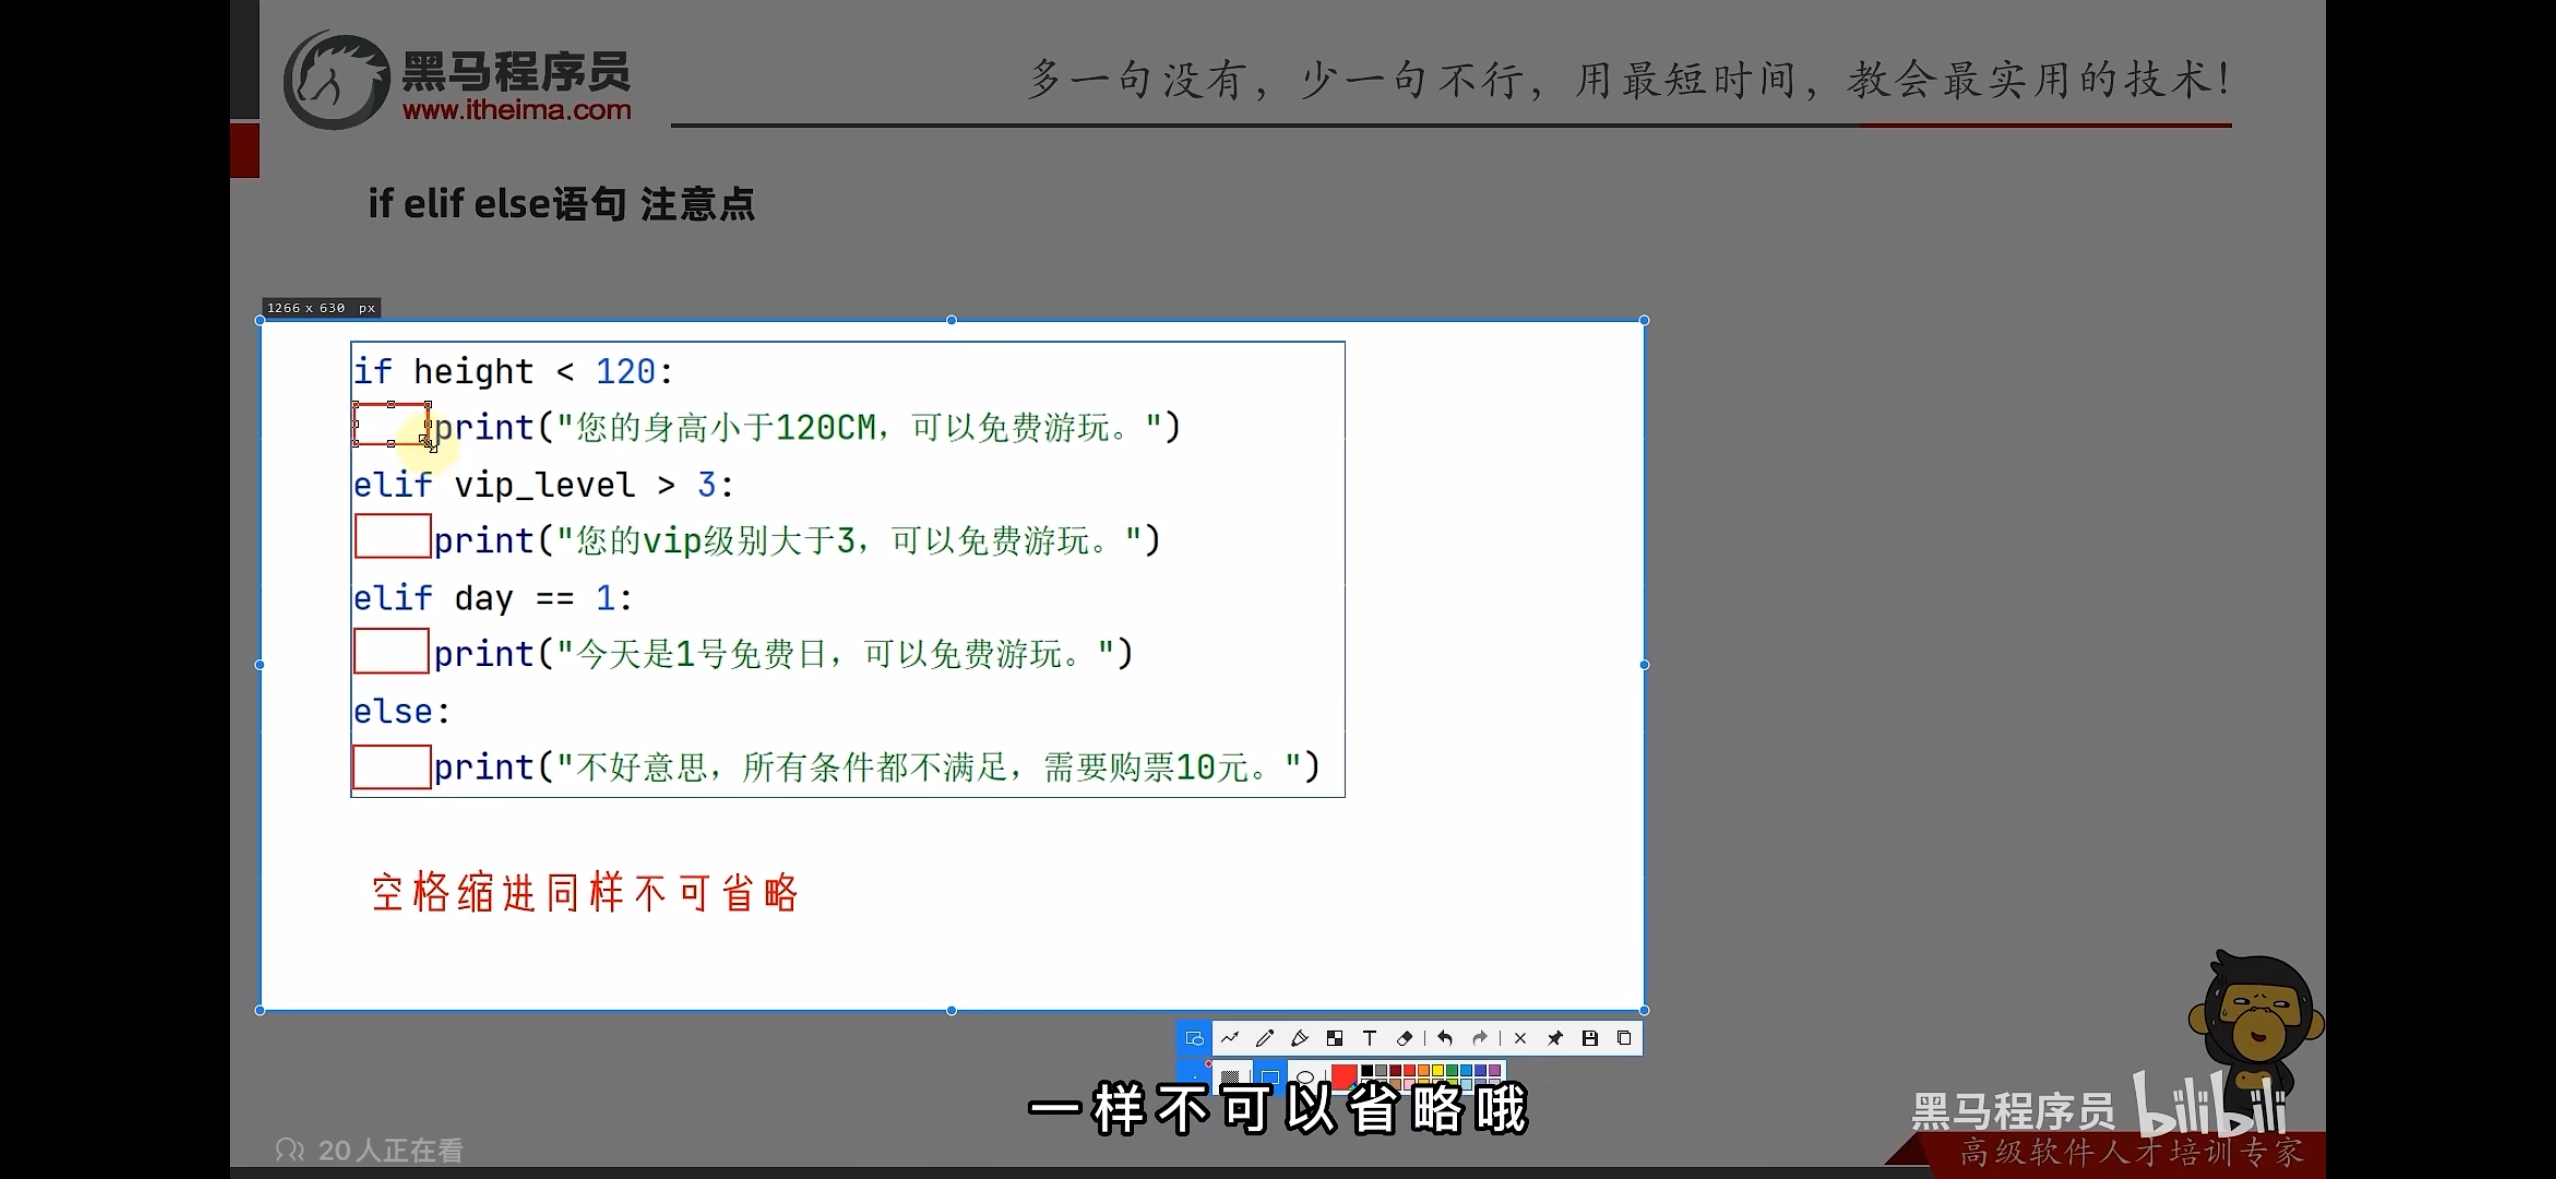 黑马程序员
www.itheima.com
多一句没有，少一句不行，用最短时间，教会最实用的技术！
if elif else语句 注意点
1266 x 630 px
if height < 120:
print("您的身高小于120CM，可以免费游玩。")
elif vip_level > 3:
print("您的vip级别大于3，可以免费游玩。")
elif day == 1:
print("今天是1号免费日，可以免费游玩。")
else:
print("不好意思，所有条件都不满足，需要购票10元。")
空格缩进同样不可省略
T
一样不可以省略哦
黑马程序员 bilibili
20人正在看
高级软件人才培训专家